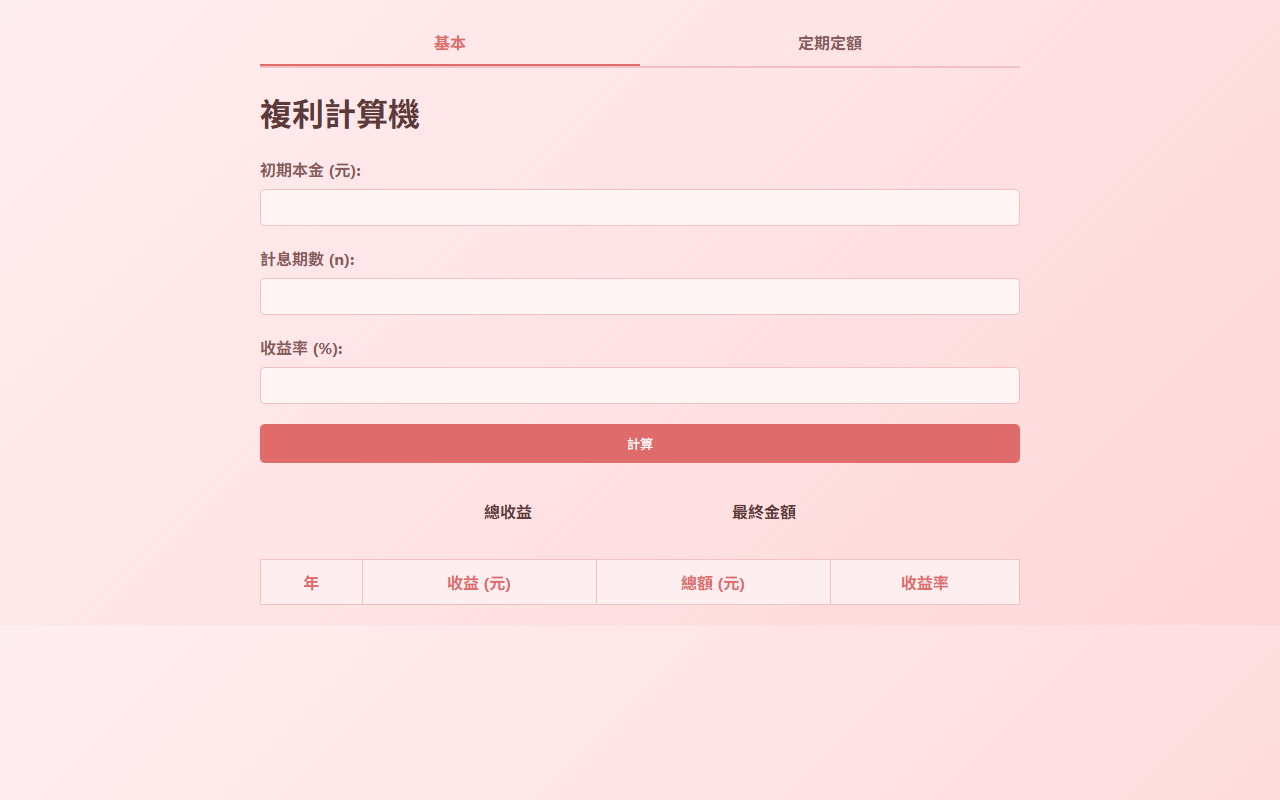 基本 定期定額
複利計算機
初期本金 (元):
計息期數 (n):
收益率 (%):
計算
總收益 最終金額
年 收益 (元) 總額 (元) 收益率